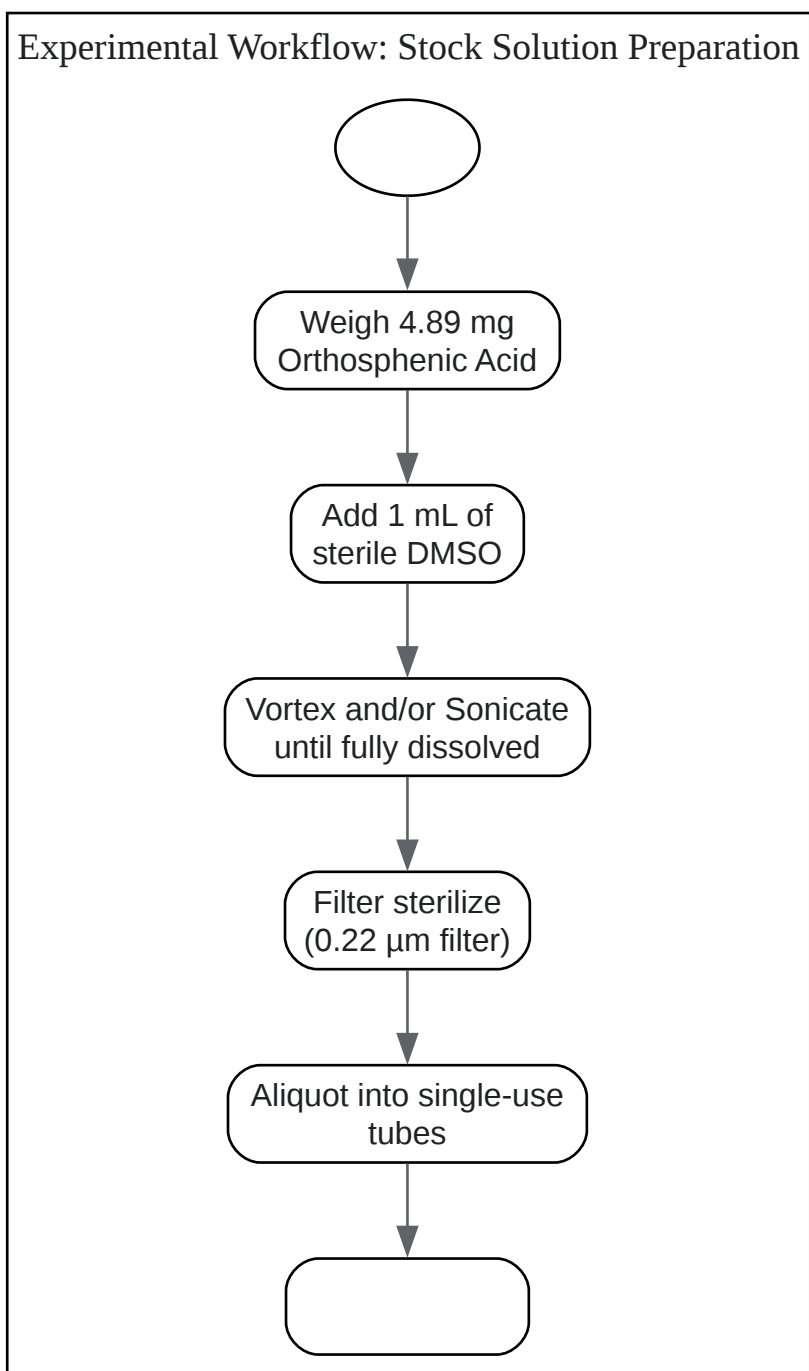 Experimental Workflow: Stock Solution Preparation
Weigh 4.89 mg
Orthosphenic Acid
Add 1 mL of
sterile DMSO
Vortex and/or Sonicate
until fully dissolved
Filter sterilize
(0.22 µm filter)
Aliquot into single-use
tubes